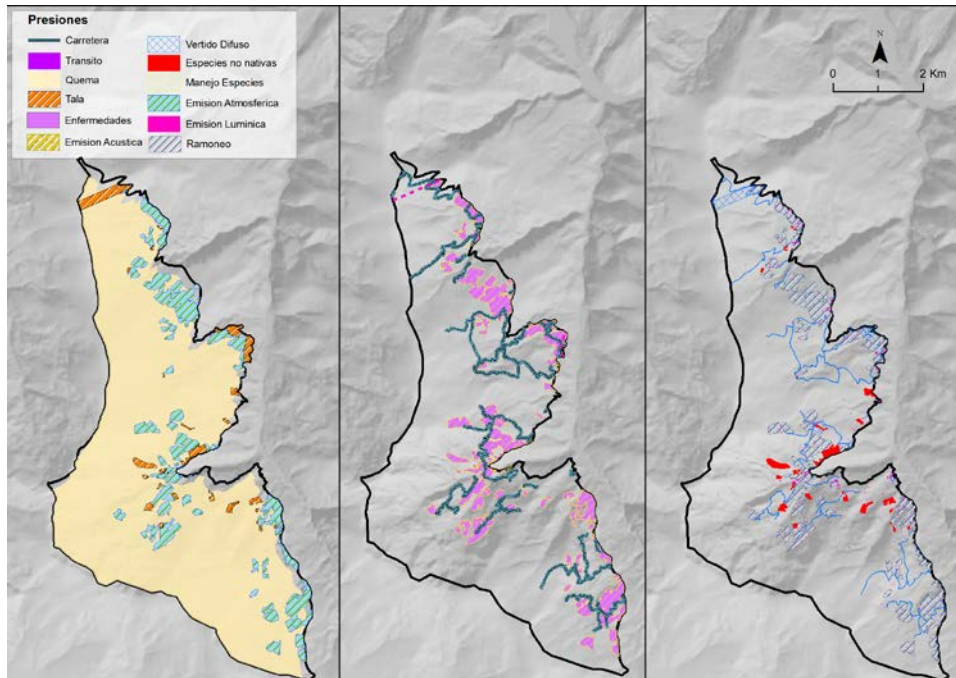 Presiones
Carretera
Transito
Quema
Tala
Enfermedades
Emision Acustica
Vertido Difuso
Especies no nativas
Manejo Especies
Emision Atmosferica
Emision Luminica
Ramoneo
N
0 1 2 Km